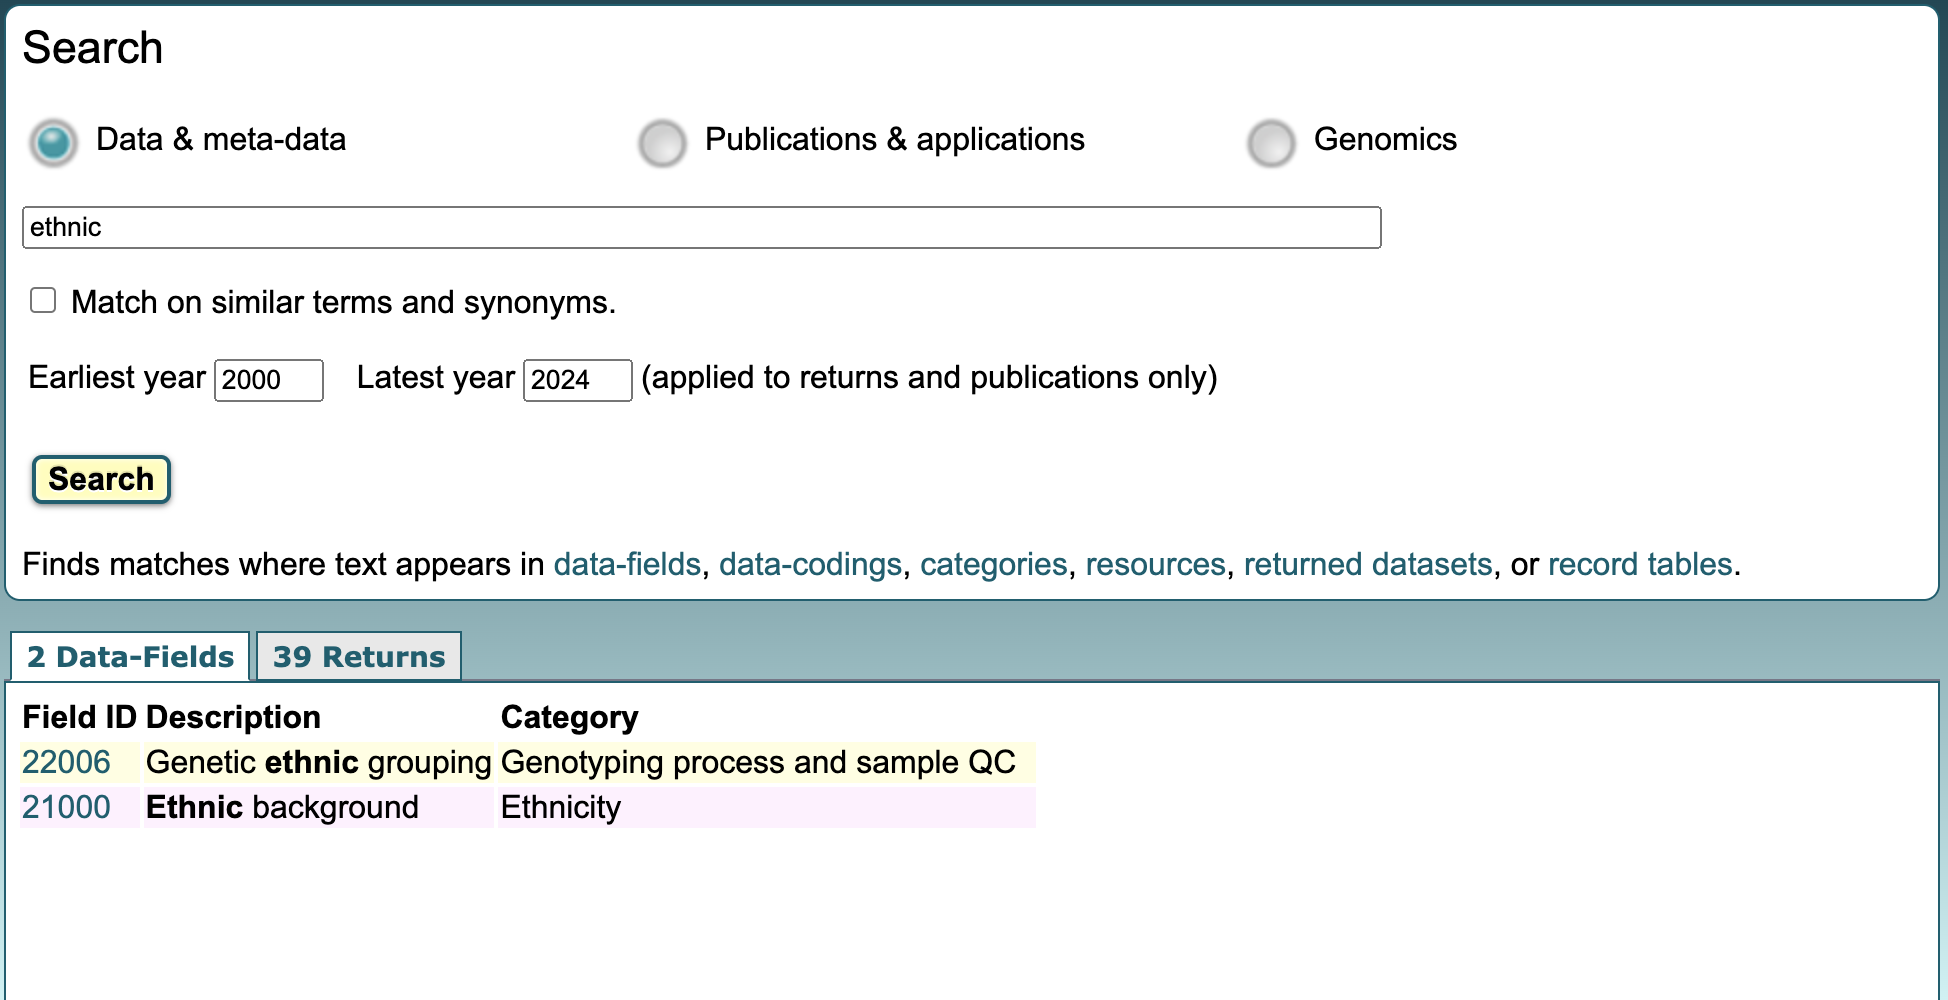 Search
Data & meta-data Publications & applications Genomics
ethnic
Match on similar terms and synonyms.
Earliest year 2000 Latest year 2024 (applied to returns and publications only)
Search
Finds matches where text appears in data-fields, data-codings, categories, resources, returned datasets, or record tables.
2 Data-Fields 39 Returns
Field ID Description Category
22006 Genetic ethnic grouping Genotyping process and sample QC
21000 Ethnic background Ethnicity